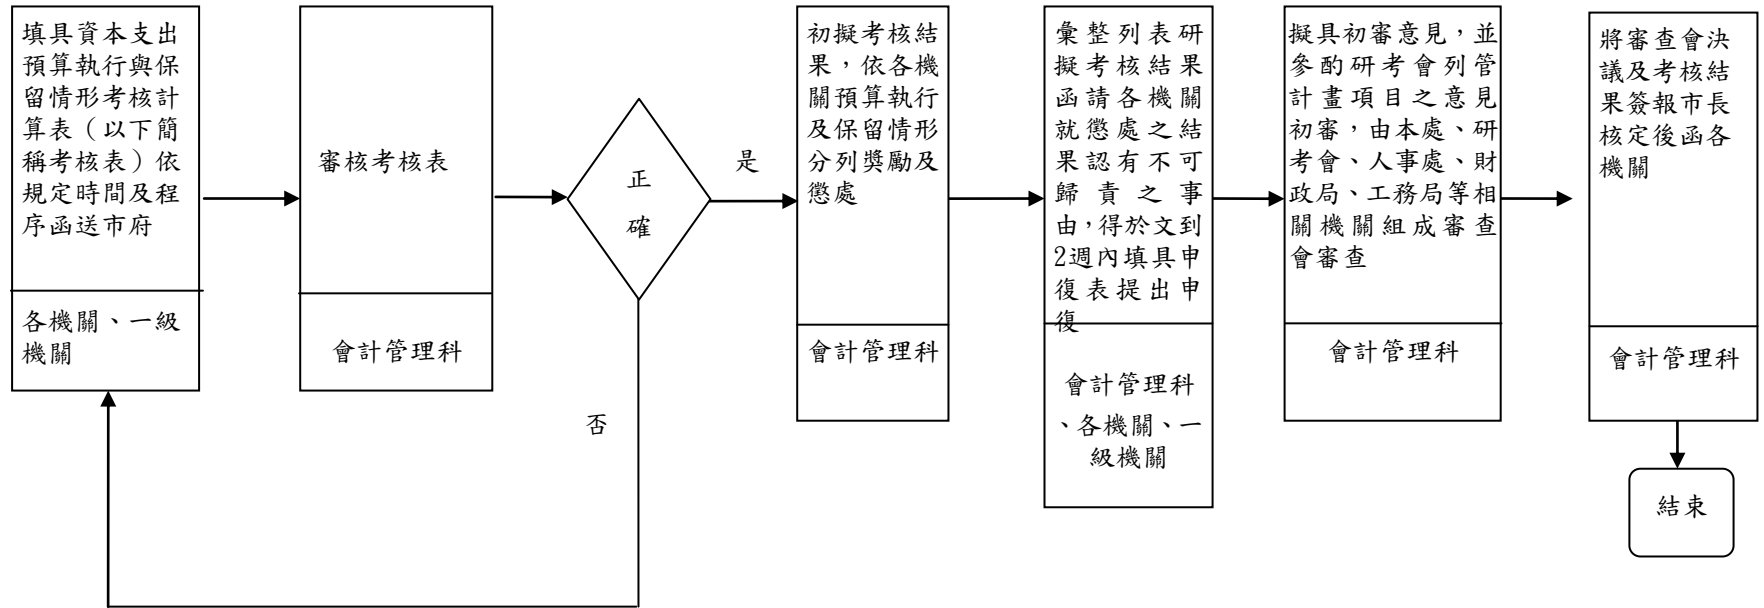 填具資本支出
預算執行與保
留情形考核計
算表（以下簡
稱考核表）依
規定時間及程
序函送市府
各機關、一級
機關
審核考核表
會計管理科
正
確
是
否
初擬考核結
果，依各機
關預算執行
及保留情形
分列獎勵及
懲處
會計管理科
彙整列表研
擬考核結果
函請各機關
就懲處之結
果認有不可
歸責之事
由，得於文到
2週內填具申
復表提出申
復
會計管理科
、各機關、一
級機關
擬具初審意見，並
參酌研考會列管
計畫項目之意見
初審，由本處、研
考會、人事處、財
政局、工務局等相
關機關組成審查
會審查
會計管理科
將審查會決
議及考核結
果簽報市長
核定後函各
機關
會計管理科
結束